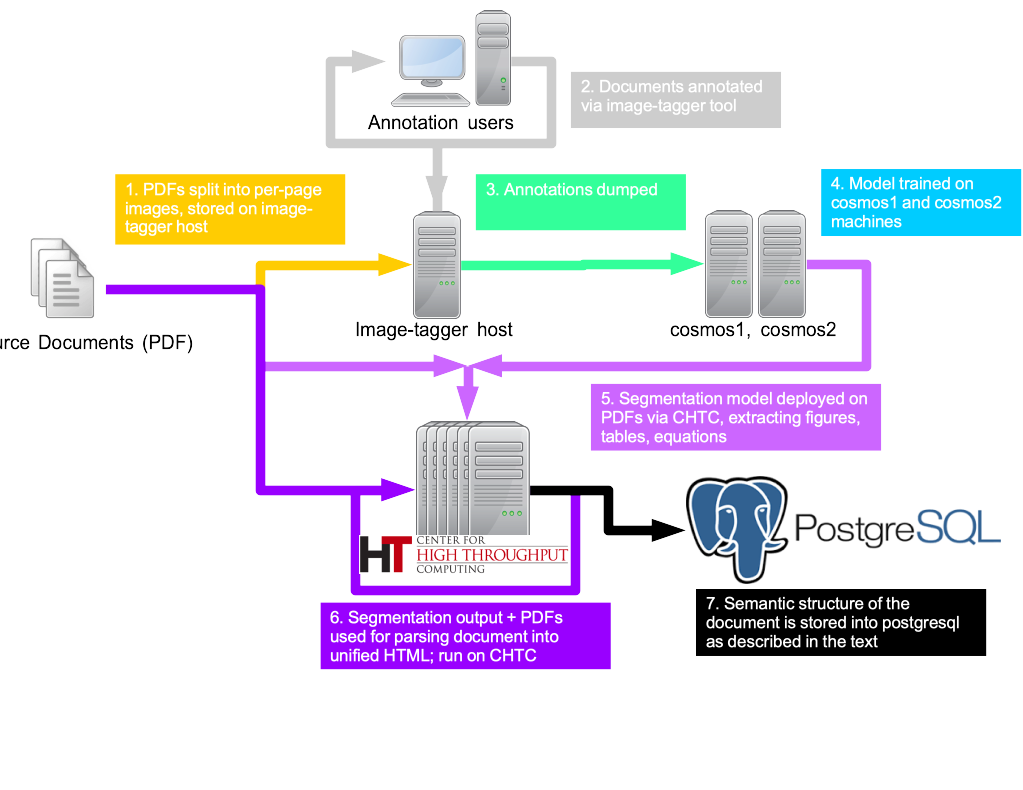 2. Documents annotated
via image-tagger tool
Annotation users
1. PDFs split into per-page
images, stored on image-
tagger host
3. Annotations dumped
4. Model trained on
cosmos1 and cosmos2
machines
Image-tagger host
cosmos1, cosmos2
urce Documents (PDF)
5. Segmentation model deployed on
PDFs via CHTC, extracting figures,
tables, equations
HT
CENTER FOR
HIGH THROUGHPUT
COMPUTING
PostgreSQL
6. Segmentation output + PDFs
used for parsing document into
unified HTML; run on CHTC
7. Semantic structure of the
document is stored into postgresql
as described in the text